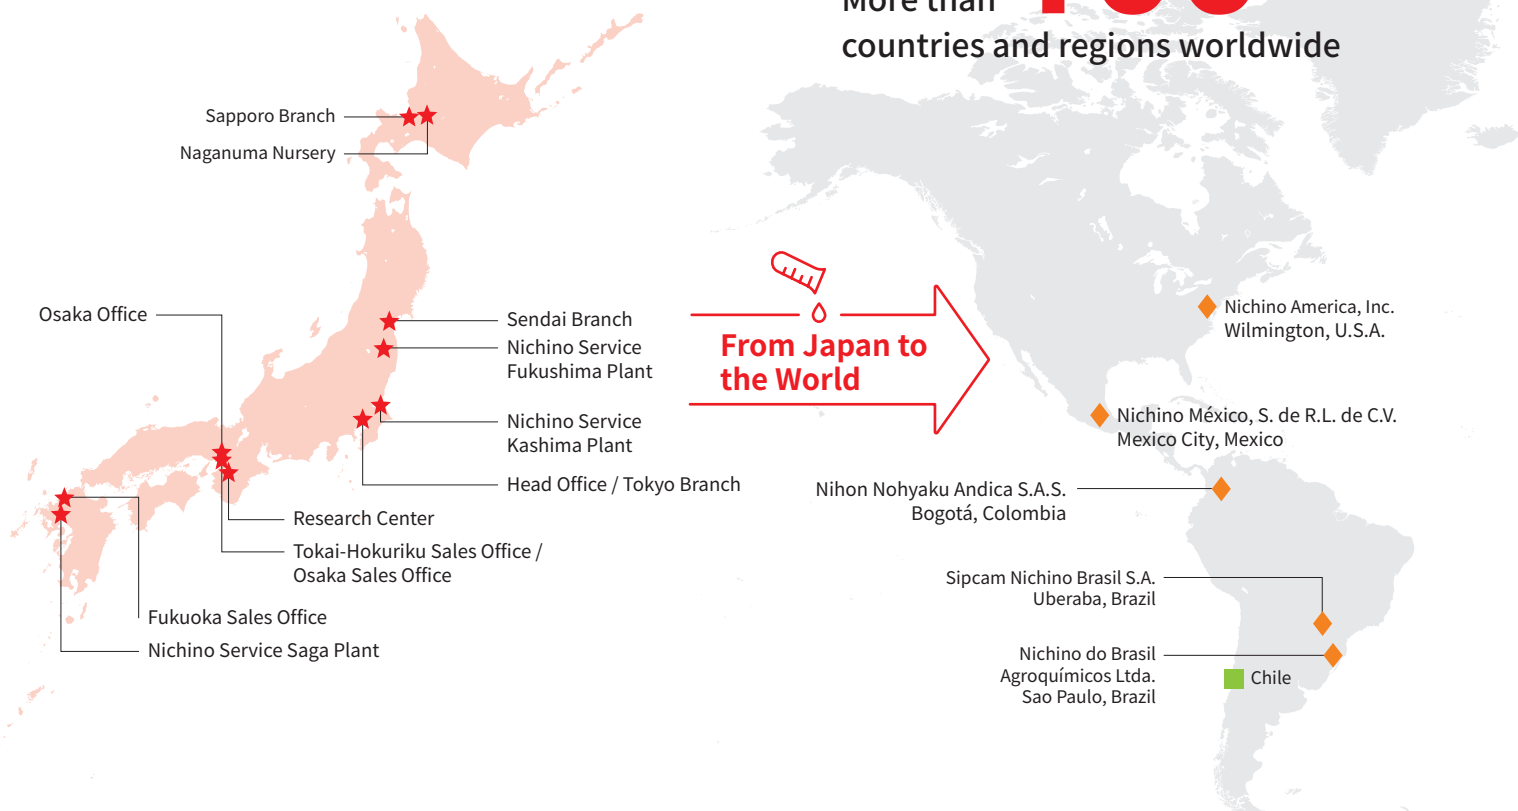 More than
countries and regions worldwide
Sapporo Branch
Naganuma Nursery
Osaka Office
Sendai Branch
Nichino Service
Fukushima Plant
Nichino Service
Kashima Plant
Head Office / Tokyo Branch
Research Center
Tokai-Hokuriku Sales Office /
Osaka Sales Office
Fukuoka Sales Office
Nichino Service Saga Plant
From Japan to
the World
Nichino America, Inc.
Wilmington, U.S.A.
Nichino México, S. de R.L. de C.V.
Mexico City, Mexico
Nihon Nohyaku Andica S.A.S.
Bogotá, Colombia
Sipcam Nichino Brasil S.A.
Uberaba, Brazil
Nichino do Brasil
Agroquímicos Ltda.
Sao Paulo, Brazil
Chile